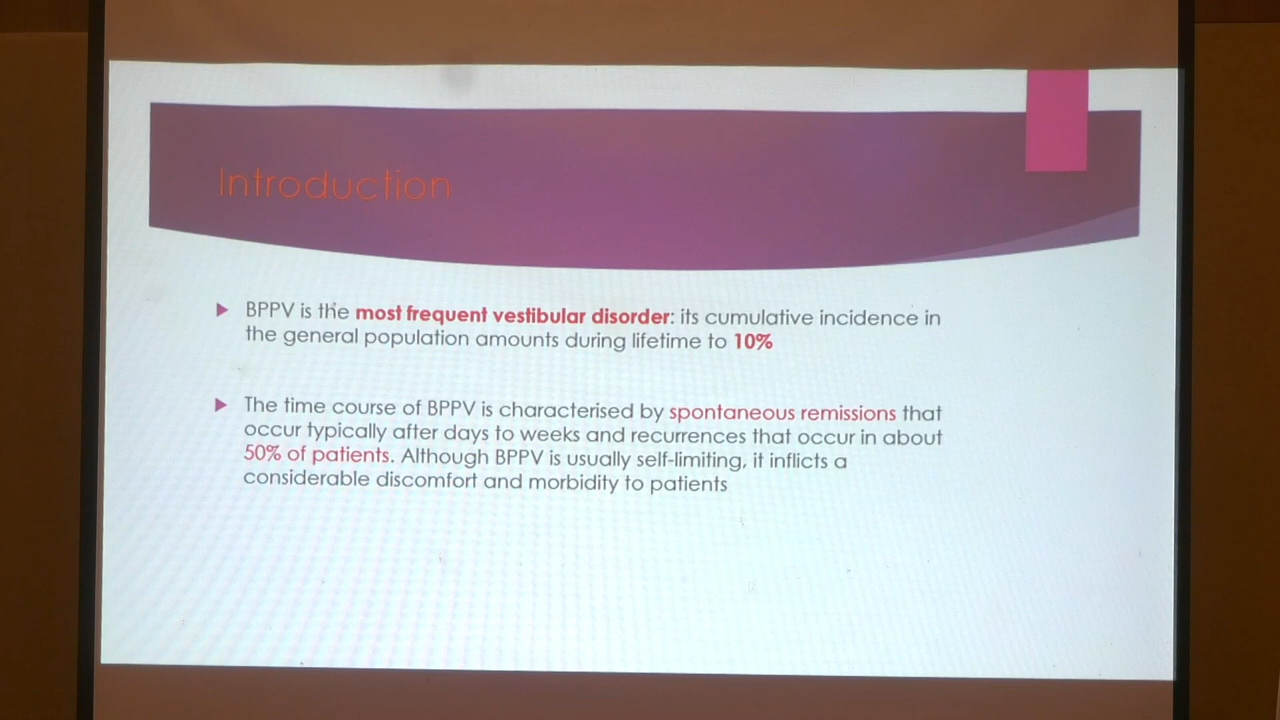 Introduction
BPPV is the most frequent vestibular disorder: its cumulative incidence in
the general population amounts during lifetime to 10%
The time course of BPPV is characterised by spontaneous remissions that
occur typically after days to weeks and recurrences that occur in about
50% of patients. Although BPPV is usually self-limiting, it inflicts a
considerable discomfort and morbidity to patients